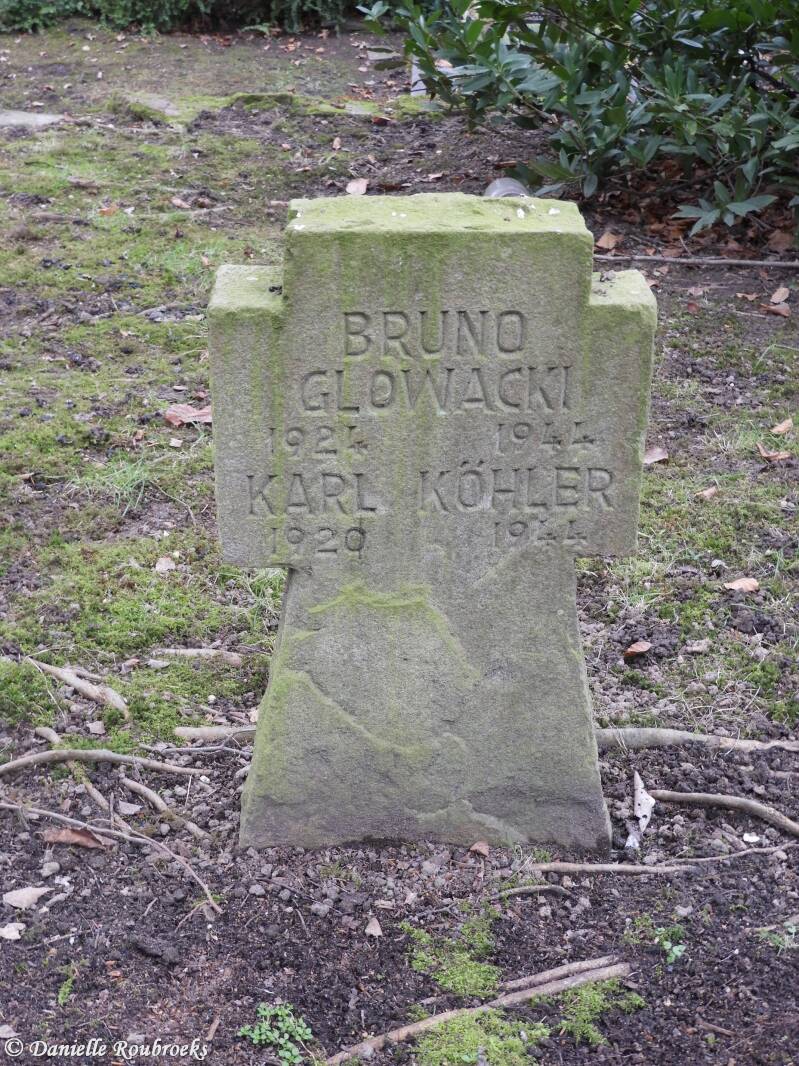 BRUNO
GLOWACKI
1924 1944
KARL KÖHLER
1920 1944
© Danielle Roubroeks